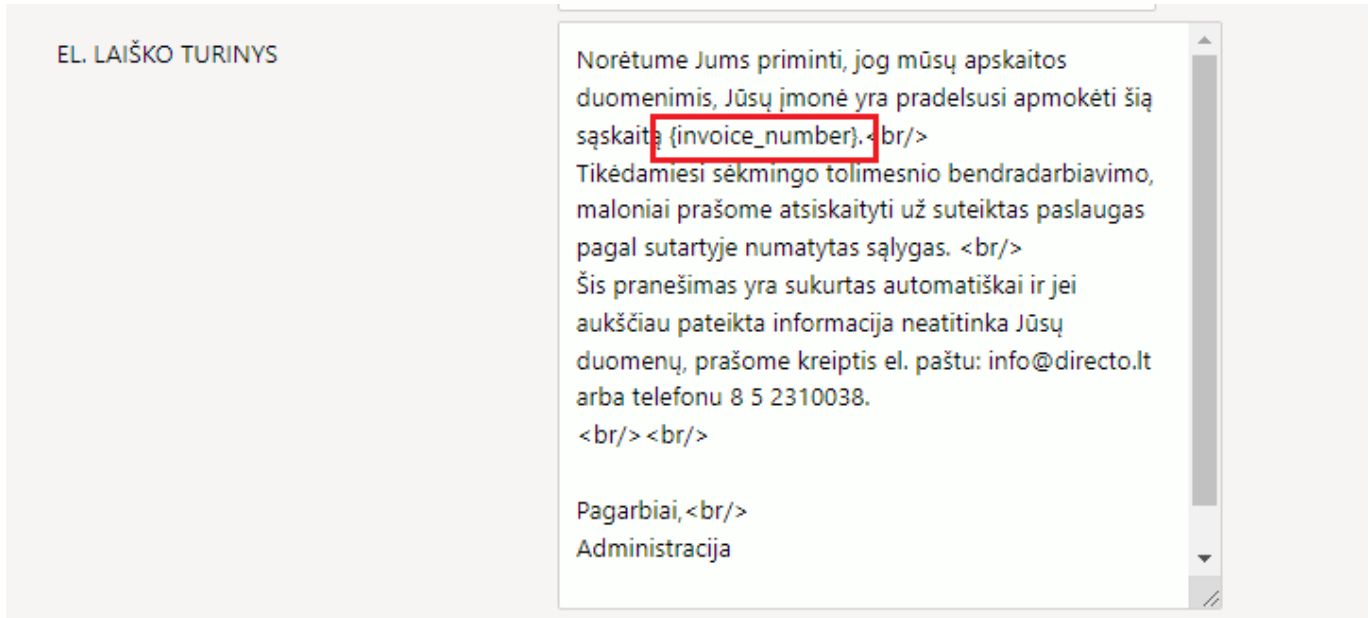 EL. LAIŠKO TURINYS
Norėtume Jums priminti, jog mūsų apskaitos
duomenimis, Jūsų įmonė yra pradelsusi apmokėti šią
sąskaitą {invoice_number}.<br/>
Tikėdamiesi sėkmingo tolimesnio bendradarbiavimo,
maloniai prašome atsiskaityti už suteiktas paslaugas
pagal sutartyje numatytas sąlygas. <br/>
Šis pranešimas yra sukurtas automatiškai ir jei
aukščiau pateikta informacija neatitinka Jūsų
duomenų, prašome kreiptis el. paštu: info@directo.lt
arba telefonu 8 5 2310038.
<br/><br/>
Pagarbiai,<br/>
Administracija